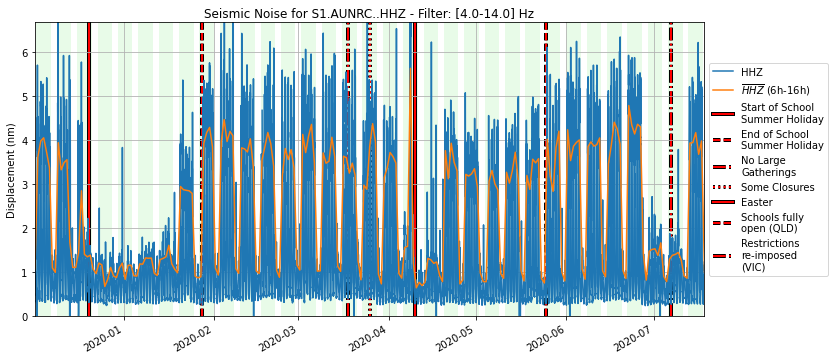 Seismic Noise for S1.AUNRC..HHZ - Filter: [4.0-14.0] Hz
Displacement (nm)
6
5
4
3
2
1
0
2020-01
2020-02
2020-03
2020-04
2020-05
2020-06
2020-07
HHZ
HHZ (6h-16h)
Start of School
Summer Holiday
End of School
Summer Holiday
No Large
Gatherings
Some Closures
Easter
Schools fully
open (QLD)
Restrictions
re-imposed
(VIC)